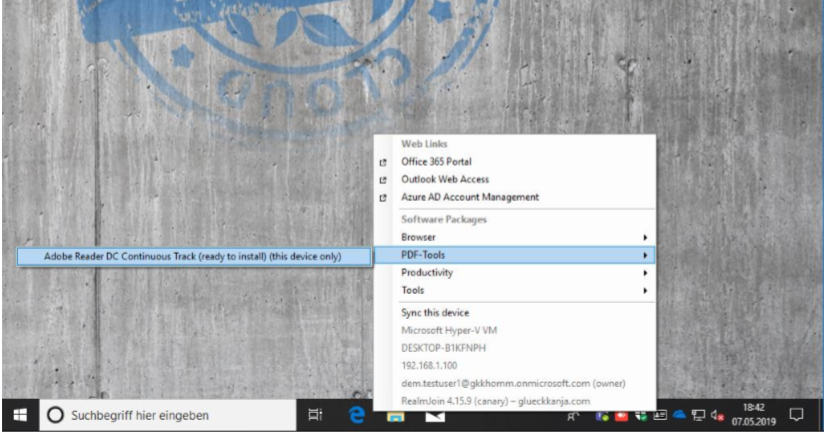 CLOUD
Web Links
Office 365 Portal
Outlook Web Access
Azure AD Account Management
Software Packages
Browser
Adobe Reader DC Continuous Track (ready to install) (this device only)
PDF-Tools
Productivity
Tools
Sync this device
Microsoft Hyper-V VM
DESKTOP-B1KFNPH
192.168.1.100
dem.testuser1@gkkhomm.onmicrosoft.com (owner)
RealmJoin 4.15.9 (canary) – glueckkanja.com
Suchbegriff hier eingeben
18:42
07.05.2019